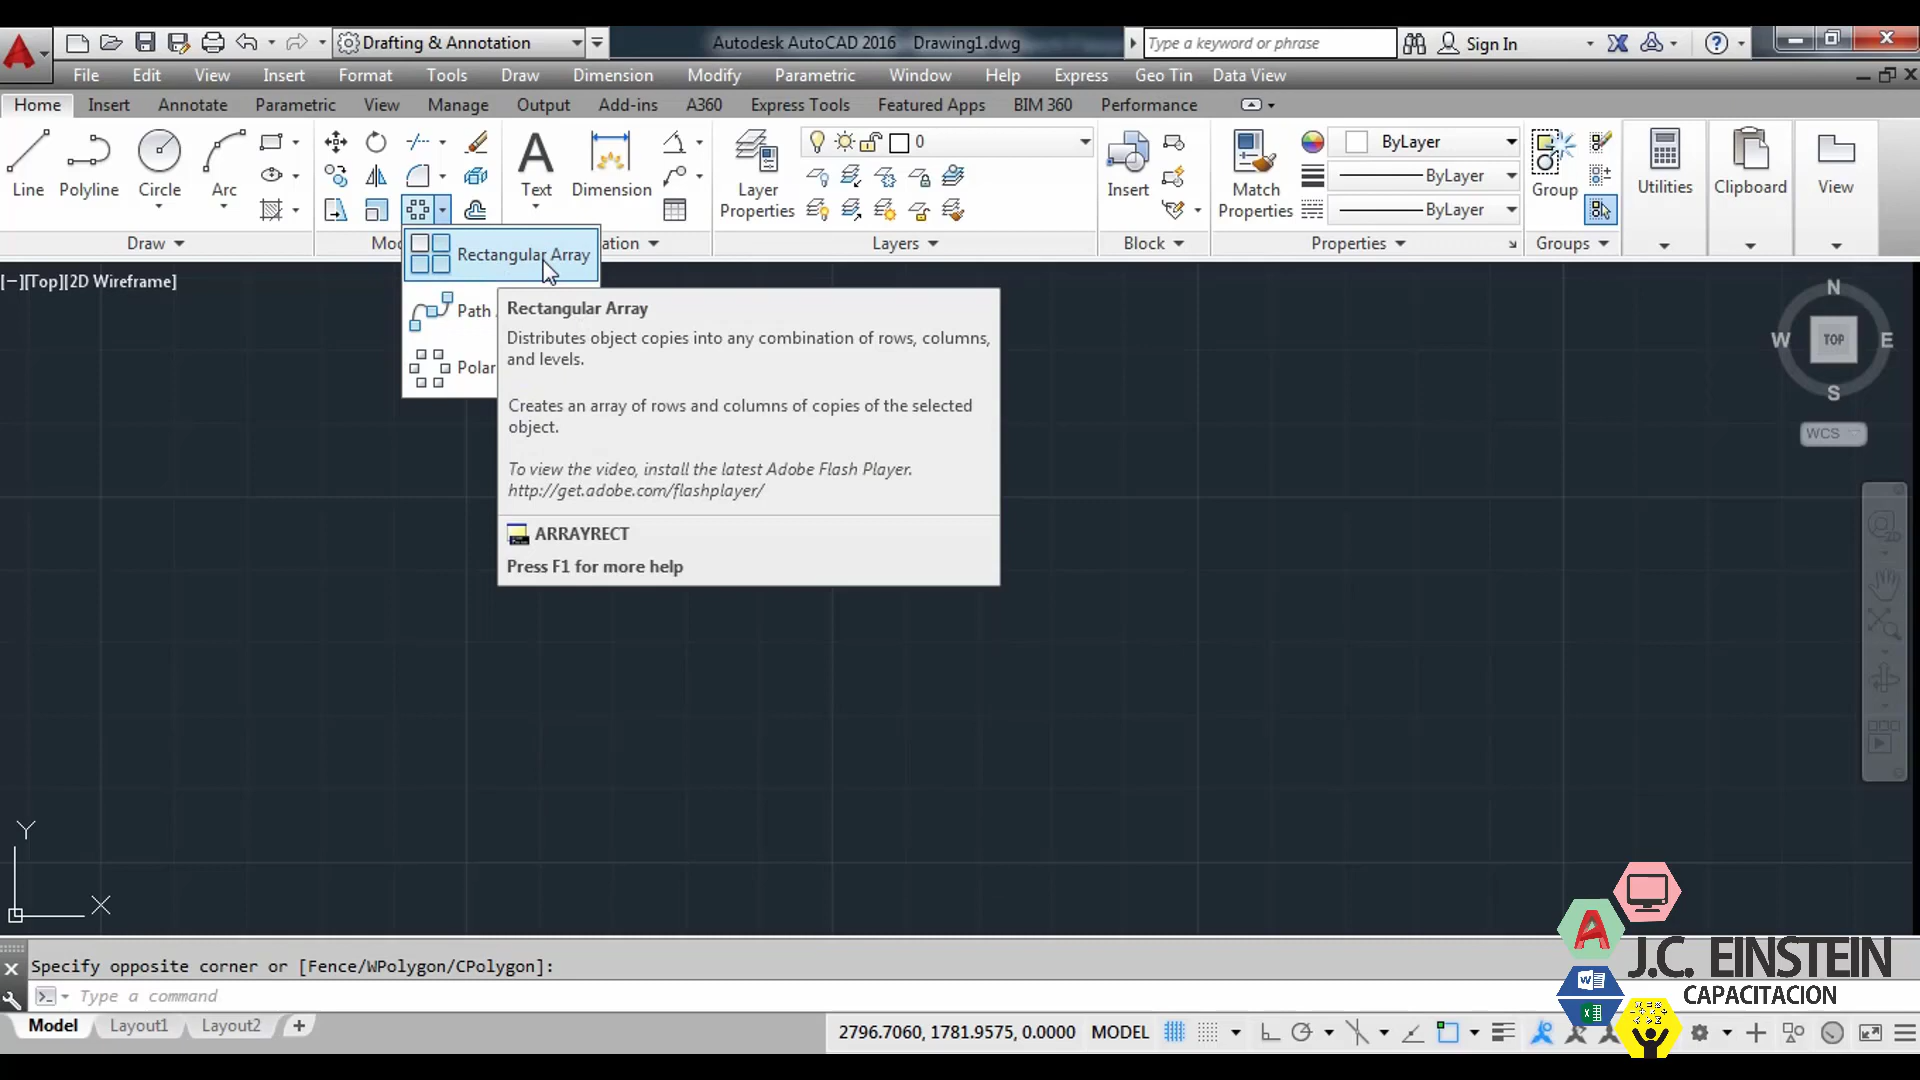 Drafting & Annotation
Autodesk AutoCAD 2016 Drawing1.dwg
Type a keyword or phrase
Sign In
File Edit View Insert Format Tools Draw Dimension Modify Parametric Window Help Express Geo Tin Data View
Home Insert Annotate Parametric View Manage Output Add-ins A360 Express Tools Featured Apps BIM 360 Performance
0
ByLayer
Line Polyline Circle Arc
Text Dimension
Layer
Properties
Insert
Match
Properties
ByLayer
ByLayer
Group
Utilities
Clipboard
View
Draw
Layers
Block
Properties
Groups
Rectangular Array
Path
Polar
[−][Top][2D Wireframe]
Rectangular Array
Distributes object copies into any combination of rows, columns,
and levels.
Creates an array of rows and columns of copies of the selected
object.
To view the video, install the latest Adobe Flash Player.
http://get.adobe.com/flashplayer/
ARRAYRECT
Press F1 for more help
N
W TOP E
S
WCS
Y
X
Specify opposite corner or [Fence/WPolygon/CPolygon]:
Type a command
Model Layout1 Layout2 +
2796.7060, 1781.9575, 0.0000 MODEL
A
J.C. EINSTEIN
CAPACITACION